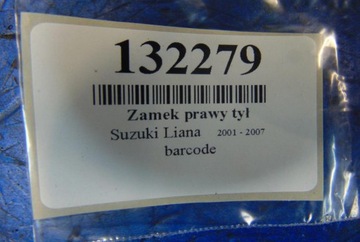 132279
Zamek prawy tył
Suzuki Liana 2001 - 2007
barcode